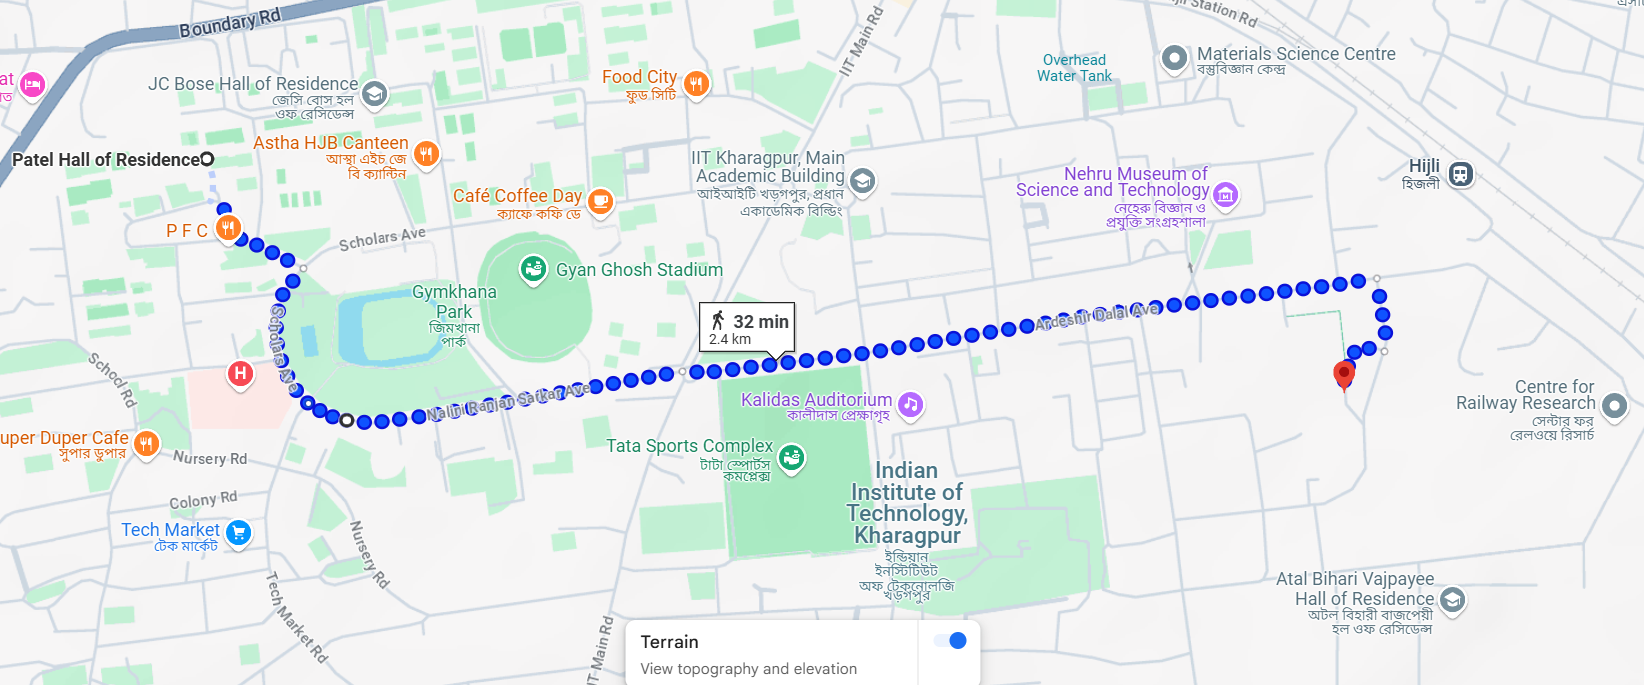 Boundary Rd
IIT Main Rd
Station Rd
at
JC Bose Hall of Residence
জেসি বোস হল
ওফ রেসিডেন্স
Food City
ফুড সিটি
Overhead
Water Tank
Materials Science Centre
বস্তুবিজ্ঞান কেন্দ্র
Astha HJB Canteen
আস্থা এইচ জে
বি ক্যান্টিন
Patel Hall of Residence
IIT Kharagpur, Main
Academic Building
আইআইটি খড়গপুর, প্রধান
একাডেমিক বিল্ডিং
Hijli
হিজলী
Nehru Museum of
Science and Technology
নেহেরু বিজ্ঞান ও
প্রযুক্তি সংগ্রহশালা
Café Coffee Day
ক্যাফে কফি ডে
P F C
Scholars Ave
Gyan Ghosh Stadium
Gymkhana
Park
জিমখানা
পার্ক
Scholars Ave
32 min
2.4 km
Ardeshir Dalal Ave
School Rd
H
Nalini Ranjan Sarkar Ave
Kalidas Auditorium
কালীদাস প্রেক্ষাগৃহ
Centre for
Railway Research
সেন্টার ফর
রেলওয়ে রিসার্চ
uper Duper Cafe
সুপার ডুপার
Nursery Rd
Tata Sports Complex
টাটা স্পোর্টস
কমপ্লেক্স
Indian
Institute of
Technology,
Kharagpur
ইন্ডিয়ান
ইনস্টিটিউট
অফ টেকনোলজি
খড়গপুর
Colony Rd
Tech Market
টেক মার্কেট
Nursery Rd
Tech Market Rd
Atal Bihari Vajpayee
Hall of Residence
অটল বিহারী বাজপেয়ী
হল ওফ রেসিডেন্স
IIT Main Rd
Terrain
View topography and elevation